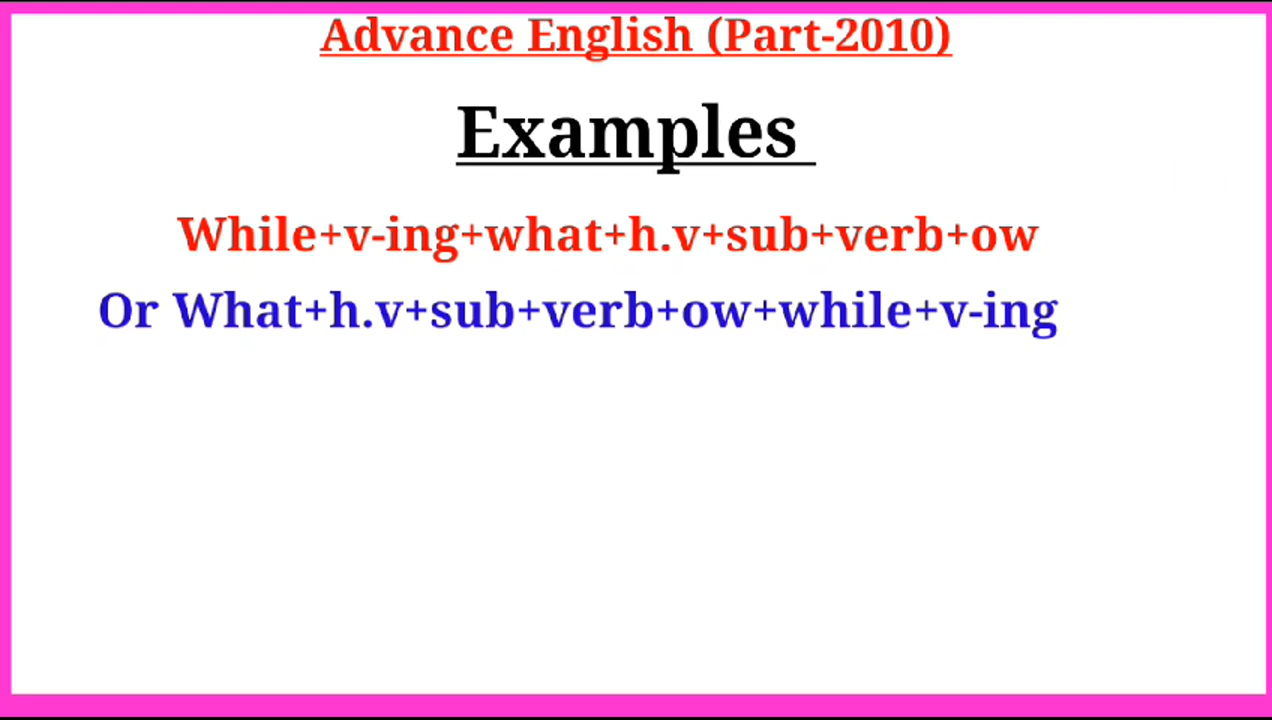 Advance English (Part-2010)
Examples
While+v-ing+what+h.v+sub+verb+ow
Or What+h.v+sub+verb+ow+while+v-ing